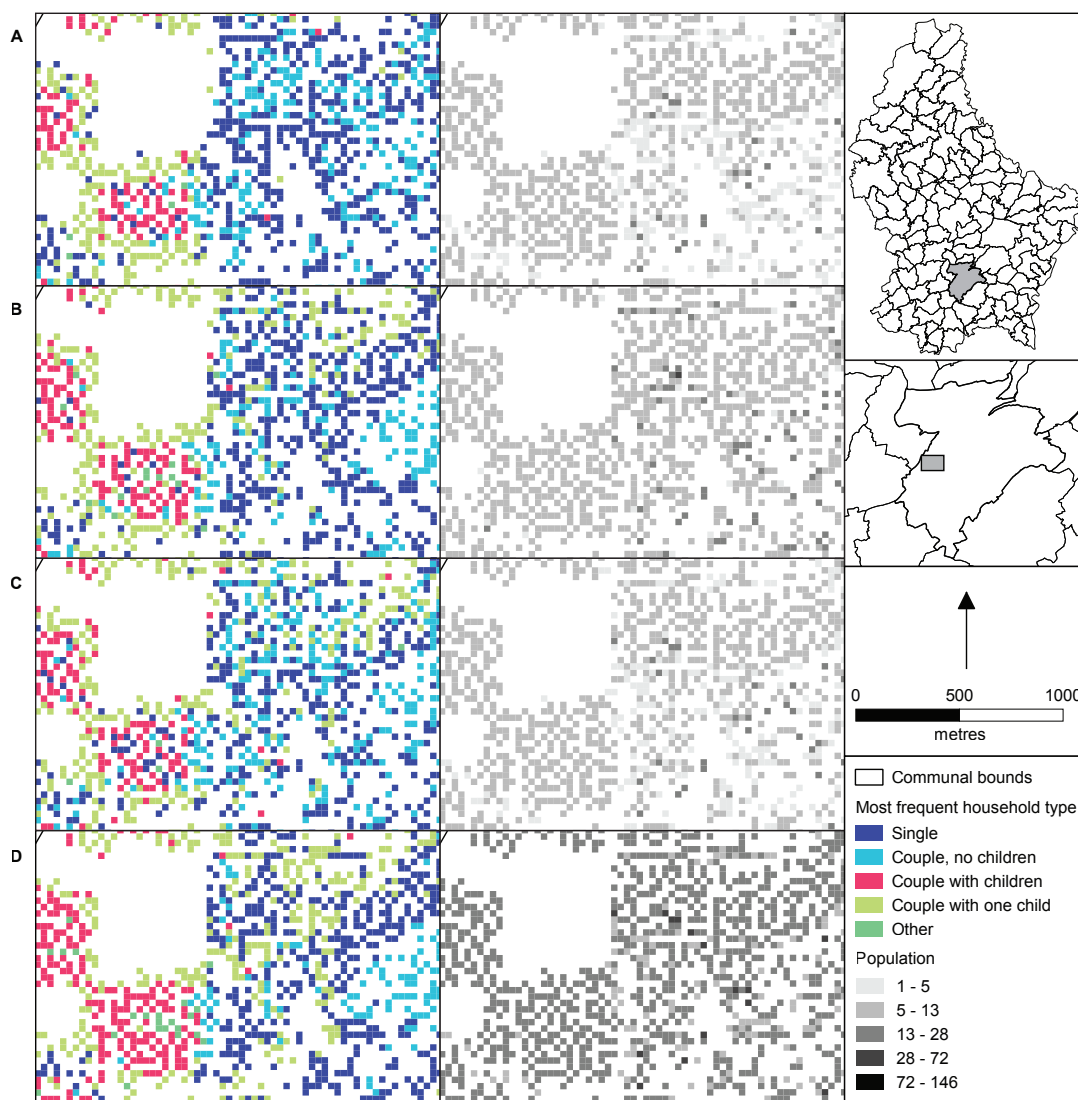 A
B
C
D
0 500 1000
metres
Communal bounds
Most frequent household type
Single
Couple, no children
Couple with children
Couple with one child
Other
Population
1 - 5
5 - 13
13 - 28
28 - 72
72 - 146